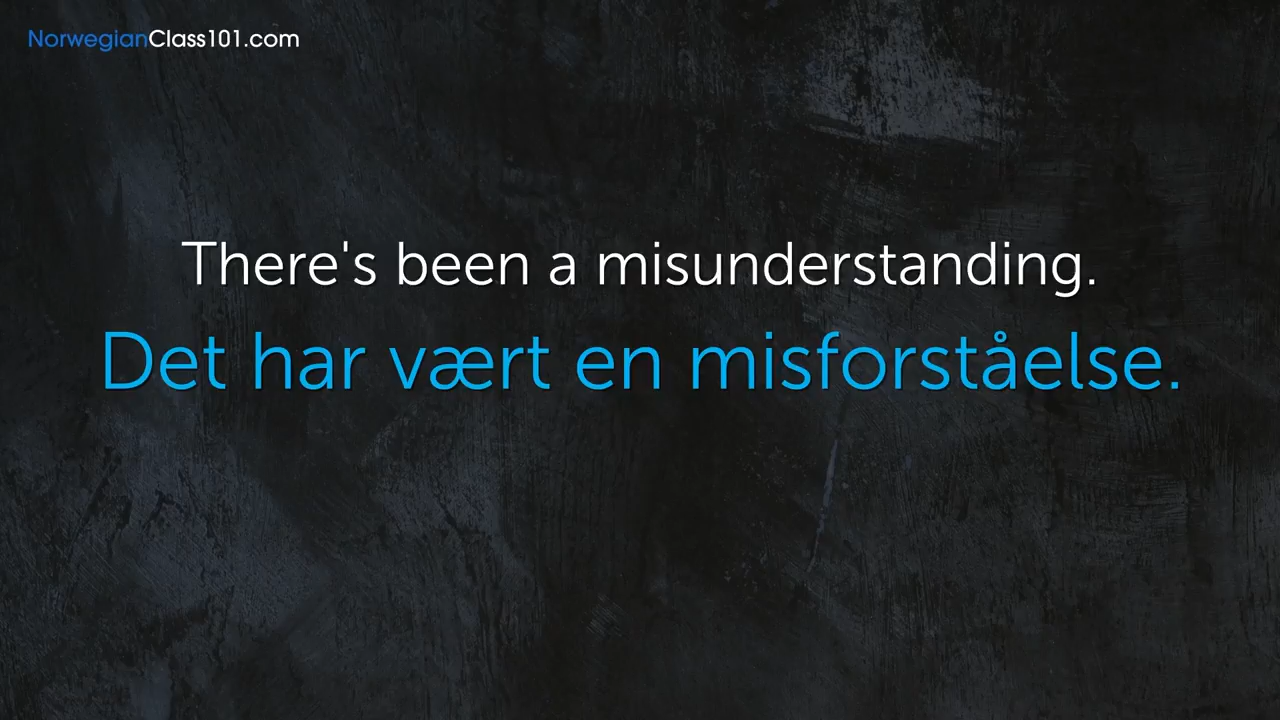 NorwegianClass101.com
There's been a misunderstanding.
Det har vært en misforståelse.